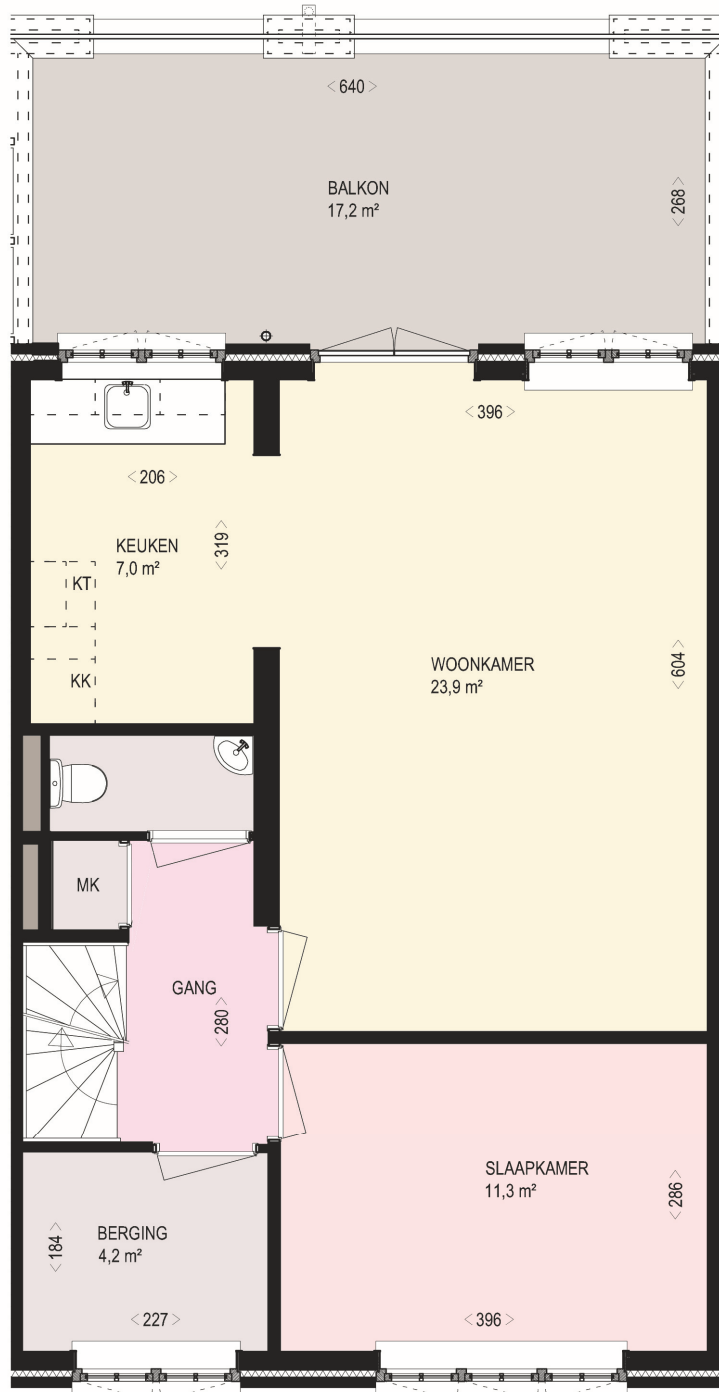 < 640 >
BALKON
17,2 m²
< 268 >
< 396 >
< 206 >
KEUKEN
7,0 m²
< 319 >
KT
KK
WOONKAMER
23,9 m²
< 604 >
MK
GANG
< 280 >
SLAAPKAMER
11,3 m²
< 286 >
BERGING
4,2 m²
< 184 >
< 227 >
< 396 >